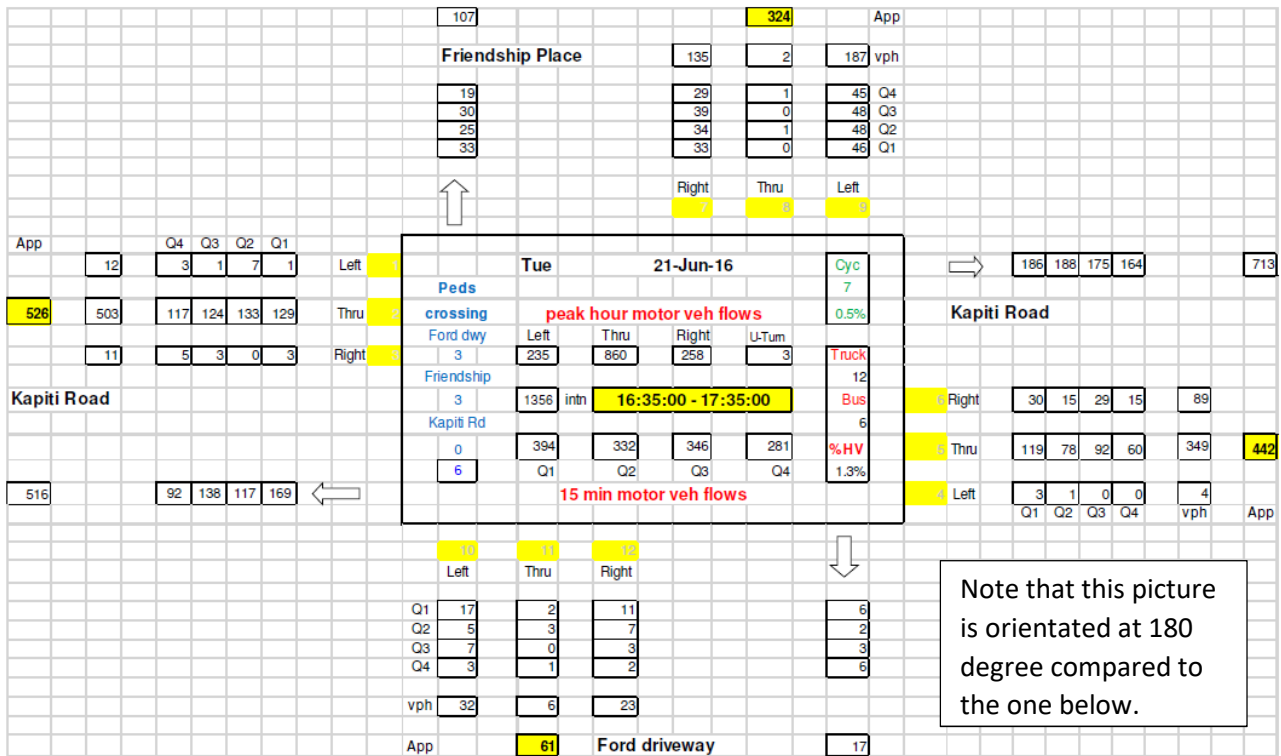 107 324 App
Friendship Place 135 2 187 vph
19 29 1 45 Q4
30 39 0 48 Q3
25 34 1 48 Q2
33 33 0 46 Q1
Right Thru Left
7 8 9
App Q4 Q3 Q2 Q1
12 3 1 7 1 Left Tue 21-Jun-16 Cyc 186 188 175 164 713
Peds 7
526 503 117 124 133 129 Thru crossing peak hour motor veh flows 0.5% Kapiti Road
Ford dwy Left Thru Right U-Turn
11 5 3 0 3 Right 3 235 860 258 3 Truck
Friendship 12
Kapiti Road 3 1356 intn 16:35:00 - 17:35:00 Bus 6 Right 30 15 29 15 89
Kapiti Rd 6
0 394 332 346 281 %HV 5 Thru 119 78 92 60 349 442
6 Q1 Q2 Q3 Q4 1.3%
516 92 138 117 169 15 min motor veh flows 4 Left 3 1 0 0 4
Q1 Q2 Q3 Q4 vph App
10 11 12
Left Thru Right
Q1 17 2 11 6
Q2 5 3 7 2
Q3 7 0 3 3
Q4 3 1 2 6
vph 32 6 23
App 61 Ford driveway 17
Note that this picture
is orientated at 180
degree compared to
the one below.